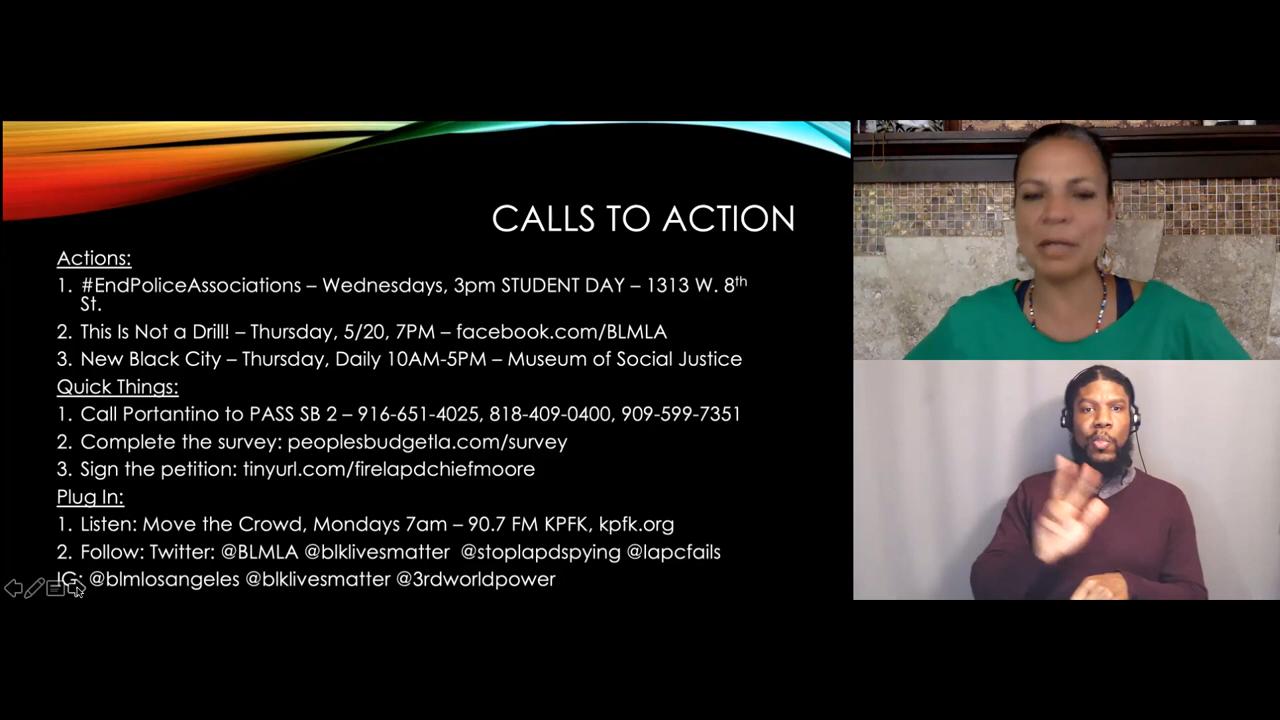 CALLS TO ACTION
Actions:
1. #EndPoliceAssociations – Wednesdays, 3pm STUDENT DAY – 1313 W. 8th
St.
2. This Is Not a Drill! – Thursday, 5/20, 7PM – facebook.com/BLMLA
3. New Black City – Thursday, Daily 10AM-5PM – Museum of Social Justice
Quick Things:
1. Call Portantino to PASS SB 2 – 916-651-4025, 818-409-0400, 909-599-7351
2. Complete the survey: peoplesbudgetla.com/survey
3. Sign the petition: tinyurl.com/firelapdchiefmoore
Plug In:
1. Listen: Move the Crowd, Mondays 7am – 90.7 FM KPFK, kpfk.org
2. Follow: Twitter: @BLMLA @blklivesmatter @stoplapdspying @lapcfails
IG: @blmlosangeles @blklivesmatter @3rdworldpower